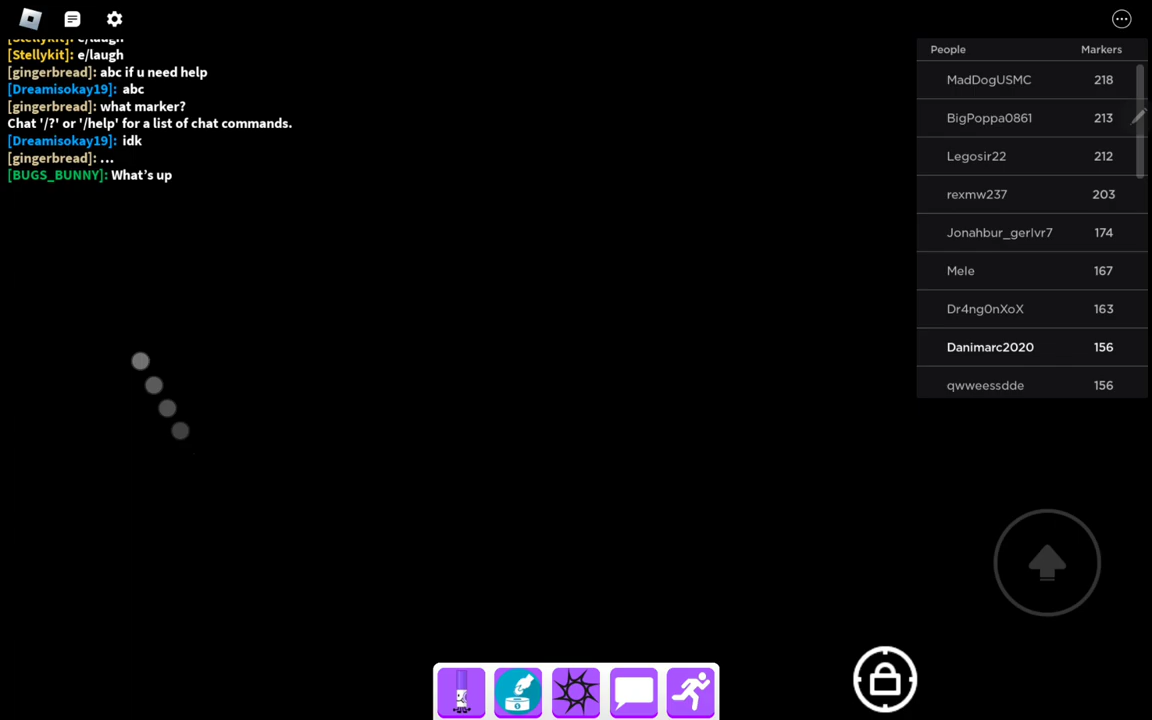 [Stellykit]: e/laugh
[Stellykit]: e/laugh
[gingerbread]: abc if u need help
[Dreamisokay19]: abc
[gingerbread]: what marker?
Chat '/?' or '/help' for a list of chat commands.
[Dreamisokay19]: idk
[gingerbread]: ...
[BUGS_BUNNY]: What's up
People Markers
MadDogUSMC 218
BigPoppa0861 213
Legosir22 212
rexmw237 203
Jonahbur_gerlvr7 174
Mele 167
Dr4ng0nXoX 163
Danimarc2020 156
qwweessdde 156